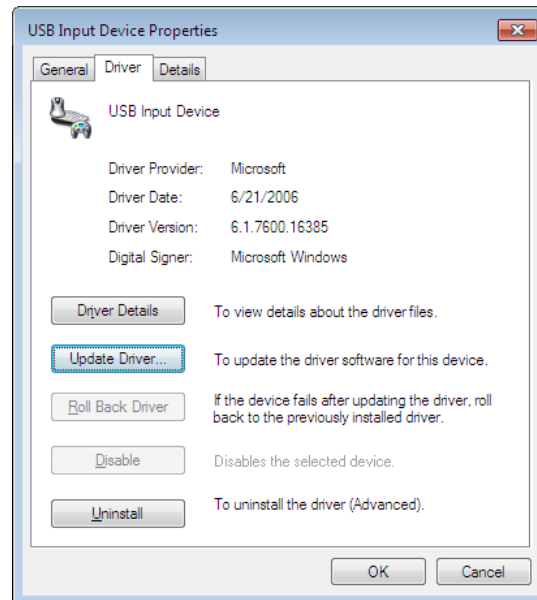 USB Input Device Properties
General Driver Details
USB Input Device
Driver Provider: Microsoft
Driver Date: 6/21/2006
Driver Version: 6.1.7600.16385
Digital Signer: Microsoft Windows
Driver Details To view details about the driver files.
Update Driver... To update the driver software for this device.
Roll Back Driver If the device fails after updating the driver, roll
back to the previously installed driver.
Disable Disables the selected device.
Uninstall To uninstall the driver (Advanced).
OK Cancel